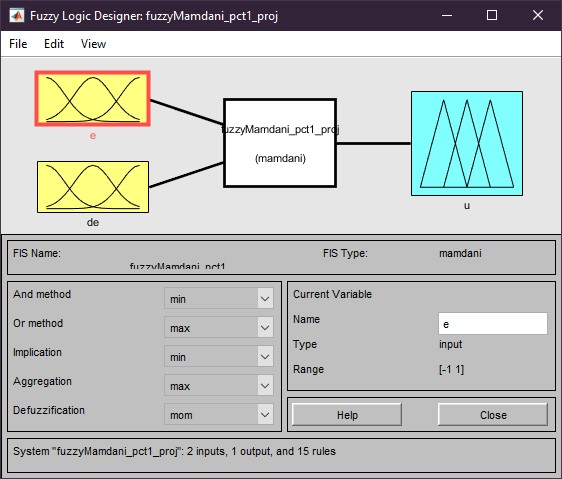 Fuzzy Logic Designer: fuzzyMamdani_pct1_proj
File Edit View
fuzzyMamdani_pct1_proj
(mamdani)
e
de
u
FIS Name:
fuzzyMamdani_pct1
FIS Type:
mamdani
And method
min
Or method
max
Implication
min
Aggregation
max
Defuzzification
mom
Current Variable
Name
e
Type
input
Range
[-1 1]
Help
Close
System "fuzzyMamdani_pct1_proj": 2 inputs, 1 output, and 15 rules